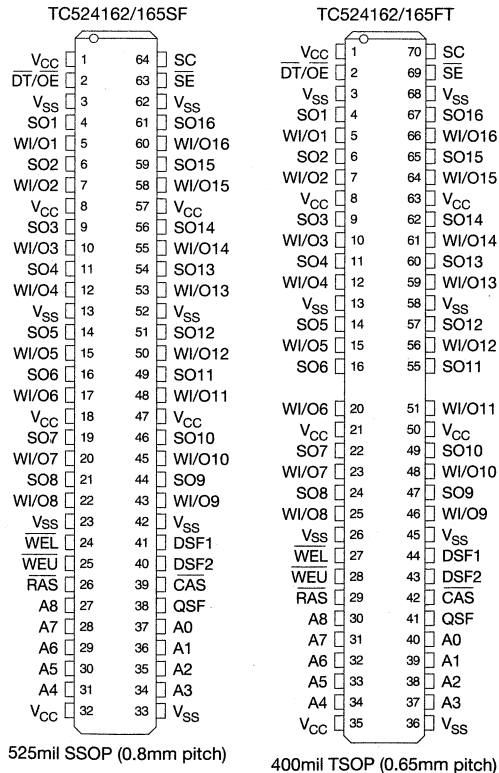 TC524162/165SF
VCC 1 64 SC
DT/OE 2 63 SE
VSS 3 62 VSS
SO1 4 61 SO16
WI/O1 5 60 WI/O16
SO2 6 59 SO15
WI/O2 7 58 WI/O15
VCC 8 57 VCC
SO3 9 56 SO14
WI/O3 10 55 WI/O14
SO4 11 54 SO13
WI/O4 12 53 WI/O13
VSS 13 52 VSS
SO5 14 51 SO12
WI/O5 15 50 WI/O12
SO6 16 49 SO11
WI/O6 17 48 WI/O11
VCC 18 47 VCC
SO7 19 46 SO10
WI/O7 20 45 WI/O10
SO8 21 44 SO9
WI/O8 22 43 WI/O9
VSS 23 42 VSS
WEL 24 41 DSF1
WEU 25 40 DSF2
RAS 26 39 CAS
A8 27 38 QSF
A7 28 37 A0
A6 29 36 A1
A5 30 35 A2
A4 31 34 A3
VCC 32 33 VSS
525mil SSOP (0.8mm pitch)
TC524162/165FT
VCC 1 70 SC
DT/OE 2 69 SE
VSS 3 68 VSS
SO1 4 67 SO16
WI/O1 5 66 WI/O16
SO2 6 65 SO15
WI/O2 7 64 WI/O15
VCC 8 63 VCC
SO3 9 62 SO14
WI/O3 10 61 WI/O14
SO4 11 60 SO13
WI/O4 12 59 WI/O13
VSS 13 58 VSS
SO5 14 57 SO12
WI/O5 15 56 WI/O12
SO6 16 55 SO11
WI/O6 20 51 WI/O11
VCC 21 50 VCC
SO7 22 49 SO10
WI/O7 23 48 WI/O10
SO8 24 47 SO9
WI/O8 25 46 WI/O9
VSS 26 45 VSS
WEL 27 44 DSF1
WEU 28 43 DSF2
RAS 29 42 CAS
A8 30 41 QSF
A7 31 40 A0
A6 32 39 A1
A5 33 38 A2
A4 34 37 A3
VCC 35 36 VSS
400mil TSOP (0.65mm pitch)